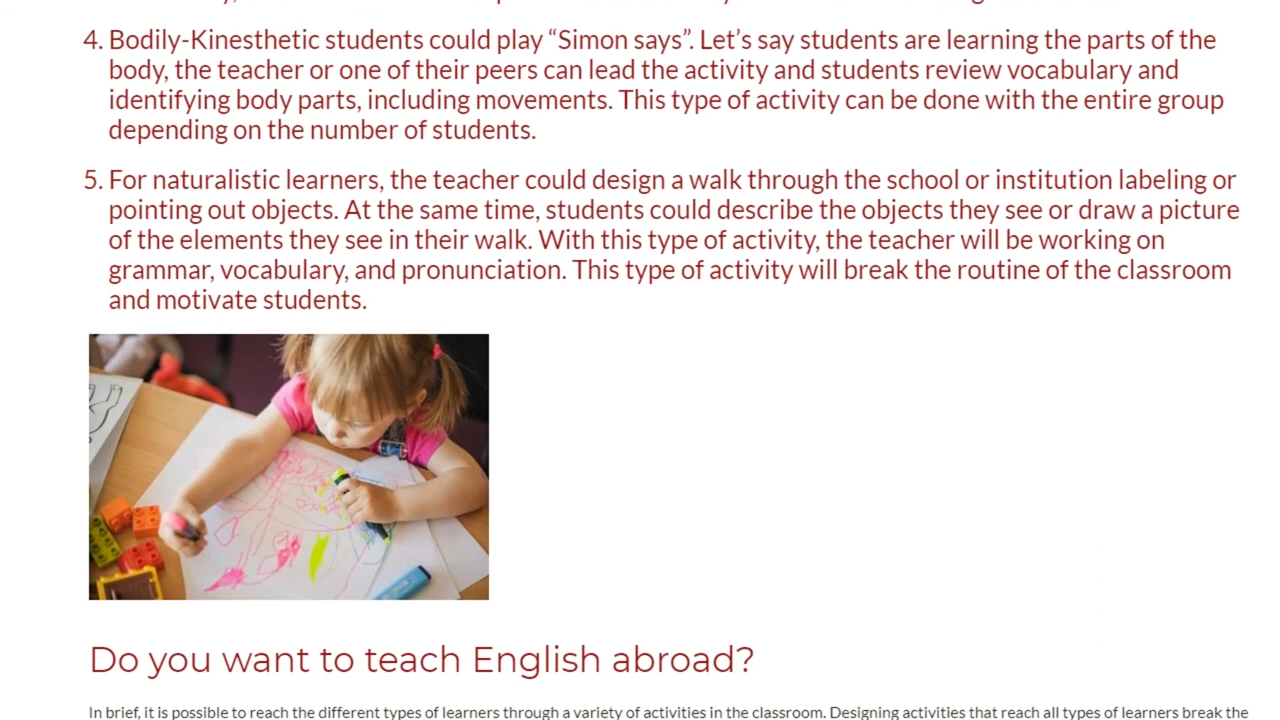 4. Bodily-Kinesthetic students could play “Simon says”. Let’s say students are learning the parts of the
body, the teacher or one of their peers can lead the activity and students review vocabulary and
identifying body parts, including movements. This type of activity can be done with the entire group
depending on the number of students.
5. For naturalistic learners, the teacher could design a walk through the school or institution labeling or
pointing out objects. At the same time, students could describe the objects they see or draw a picture
of the elements they see in their walk. With this type of activity, the teacher will be working on
grammar, vocabulary, and pronunciation. This type of activity will break the routine of the classroom
and motivate students.
Do you want to teach English abroad?
In brief, it is possible to reach the different types of learners through a variety of activities in the classroom. Designing activities that reach all types of learners break the